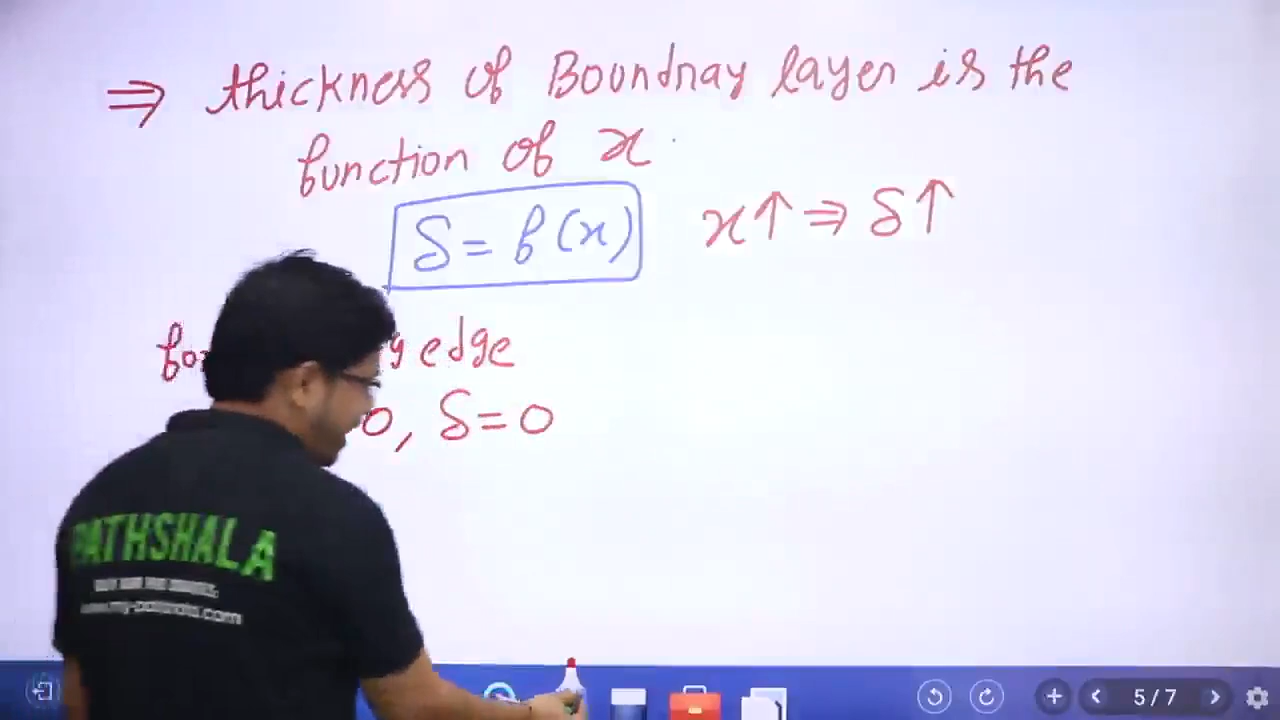 ⇒ thickness of Boundray layer is the
function of x
δ = f(x) x↑ ⇒ δ↑
edge
0, δ=0
PATHSHALA
5/7